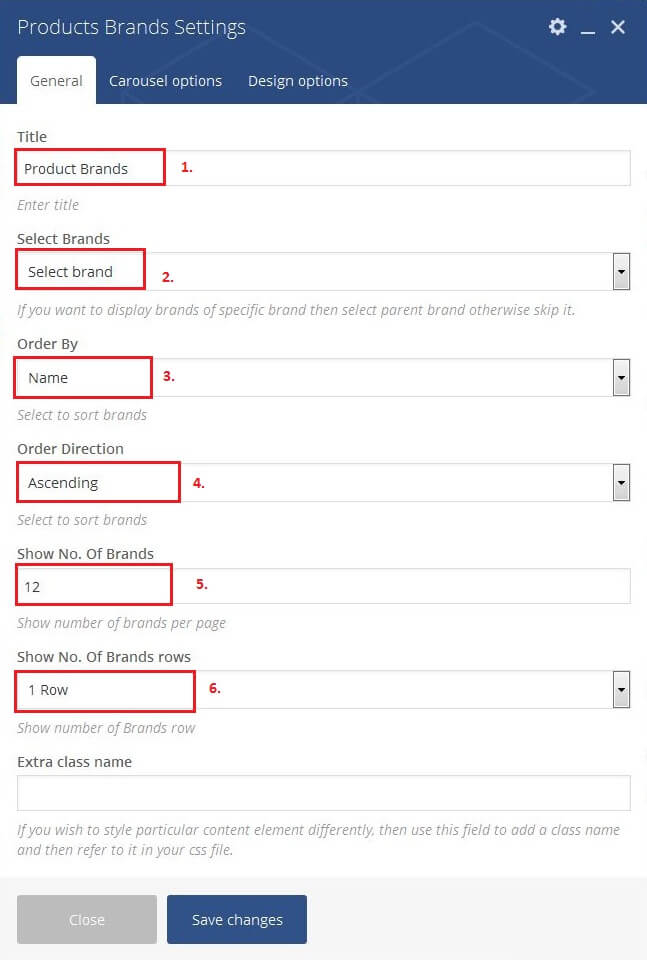 Products Brands Settings
General Carousel options Design options
Title
Product Brands 1.
Enter title
Select Brands
Select brand 2.
If you want to display brands of specific brand then select parent brand otherwise skip it.
Order By
Name 3.
Select to sort brands
Order Direction
Ascending 4.
Select to sort brands
Show No. Of Brands
12 5.
Show number of brands per page
Show No. Of Brands rows
1 Row 6.
Show number of Brands row
Extra class name
If you wish to style particular content element differently, then use this field to add a class name
and then refer to it in your css file.
Close Save changes